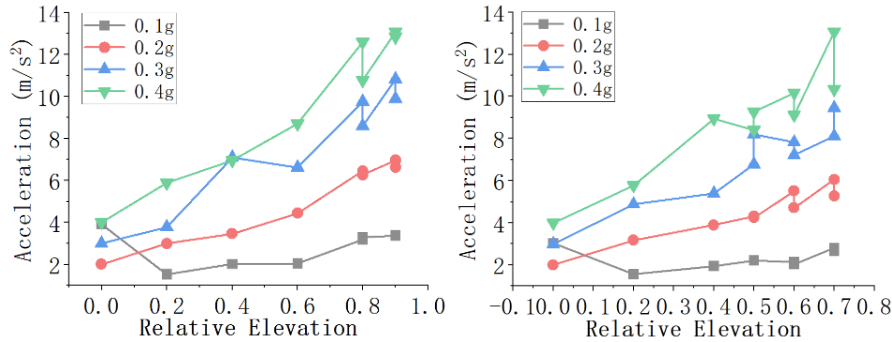 14
12
10
8
6
4
2
Acceleration (m/s²)
0.1g
0.2g
0.3g
0.4g
0.0 0.2 0.4 0.6 0.8 1.0
Relative Elevation
14
12
10
8
6
4
2
Acceleration (m/s²)
0.1g
0.2g
0.3g
0.4g
-0.10.0 0.1 0.2 0.3 0.4 0.5 0.6 0.7 0.8
Relative Elevation